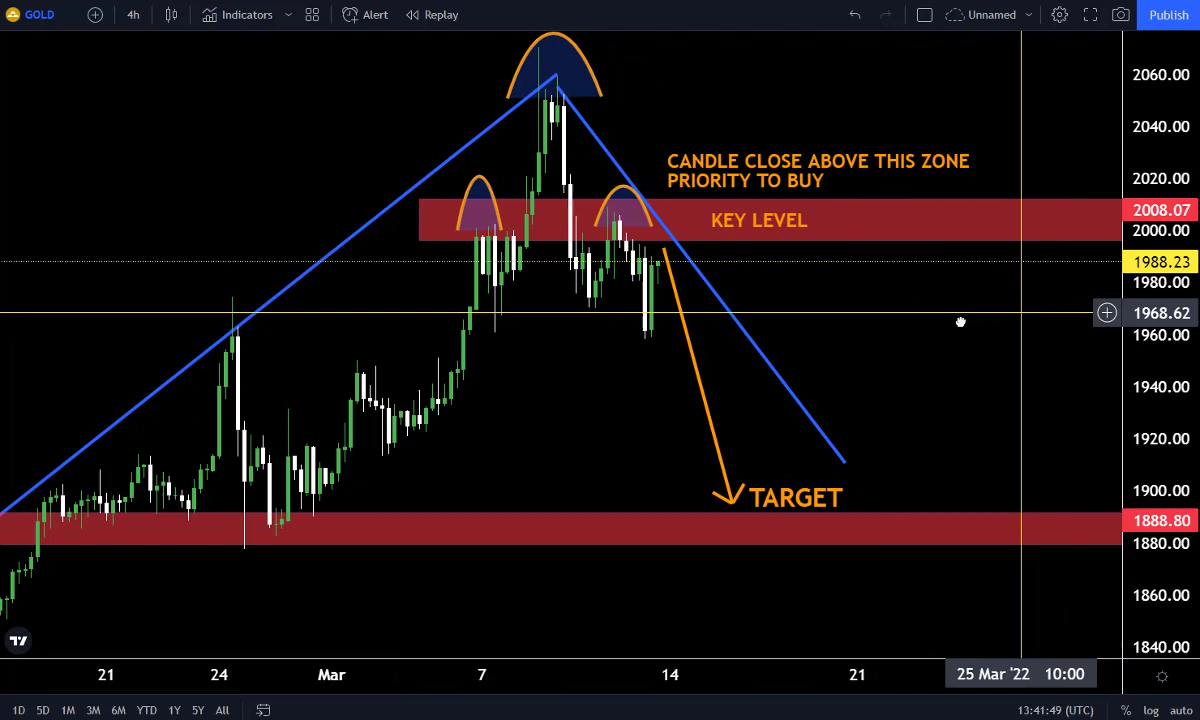 GOLD 4h Indicators Alert Replay Unnamed Publish
2060.00
2040.00
CANDLE CLOSE ABOVE THIS ZONE
PRIORITY TO BUY
2020.00
2008.07
KEY LEVEL
2000.00
1988.23
1980.00
1968.62
1960.00
1940.00
1920.00
1900.00
TARGET
1888.80
1880.00
1860.00
1840.00
21 24 Mar 7 14 21 25 Mar '22 10:00
1D 5D 1M 3M 6M YTD 1Y 5Y All 13:41:49 (UTC) % log auto